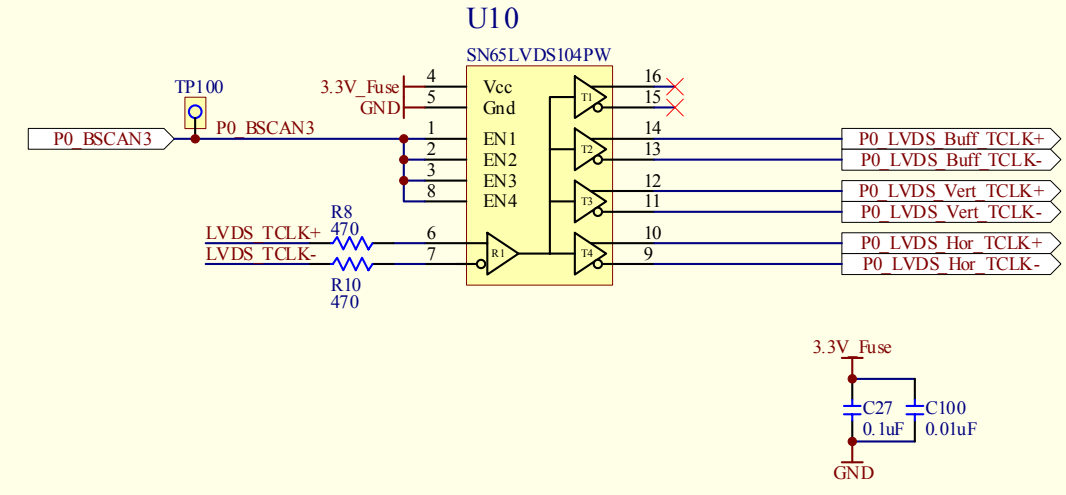 U10
SN65LVDS104PW
TP100
3.3V_Fuse 4 Vcc T1 16
GND 5 Gnd 15
P0_BSCAN3 P0_BSCAN3 1 EN1 14 P0_LVDS_Buff_TCLK+
2 EN2 T2 13 P0_LVDS_Buff_TCLK-
3 EN3 12 P0_LVDS_Vert_TCLK+
8 EN4 T3 11 P0_LVDS_Vert_TCLK-
R8
470
LVDS_TCLK+ 6 10 P0_LVDS_Hor_TCLK+
LVDS_TCLK- 7 R1 T4 9 P0_LVDS_Hor_TCLK-
R10
470
3.3V_Fuse
C27 C100
0.1uF 0.01uF
GND